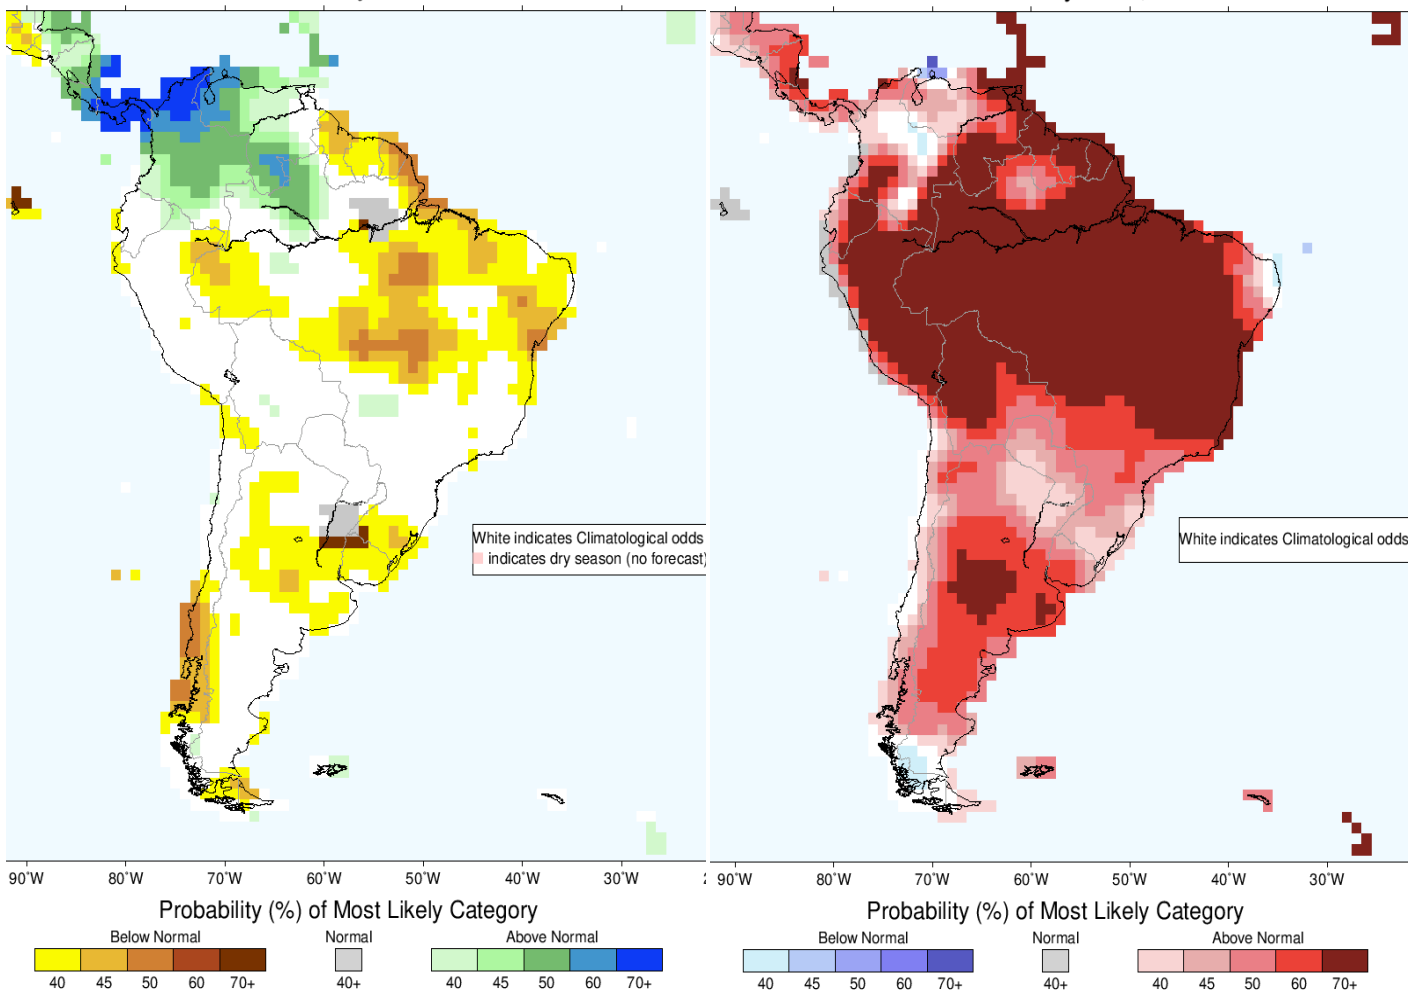 White indicates Climatological odds
indicates dry season (no forecast)
90°W 80°W 70°W 60°W 50°W 40°W 30°W 2
Probability (%) of Most Likely Category
Below Normal Normal Above Normal
40 45 50 60 70+ 40+ 40 45 50 60 70+
White indicates Climatological odds
90°W 80°W 70°W 60°W 50°W 40°W 30°W
Probability (%) of Most Likely Category
Below Normal Normal Above Normal
40 45 50 60 70+ 40+ 40 45 50 60 70+